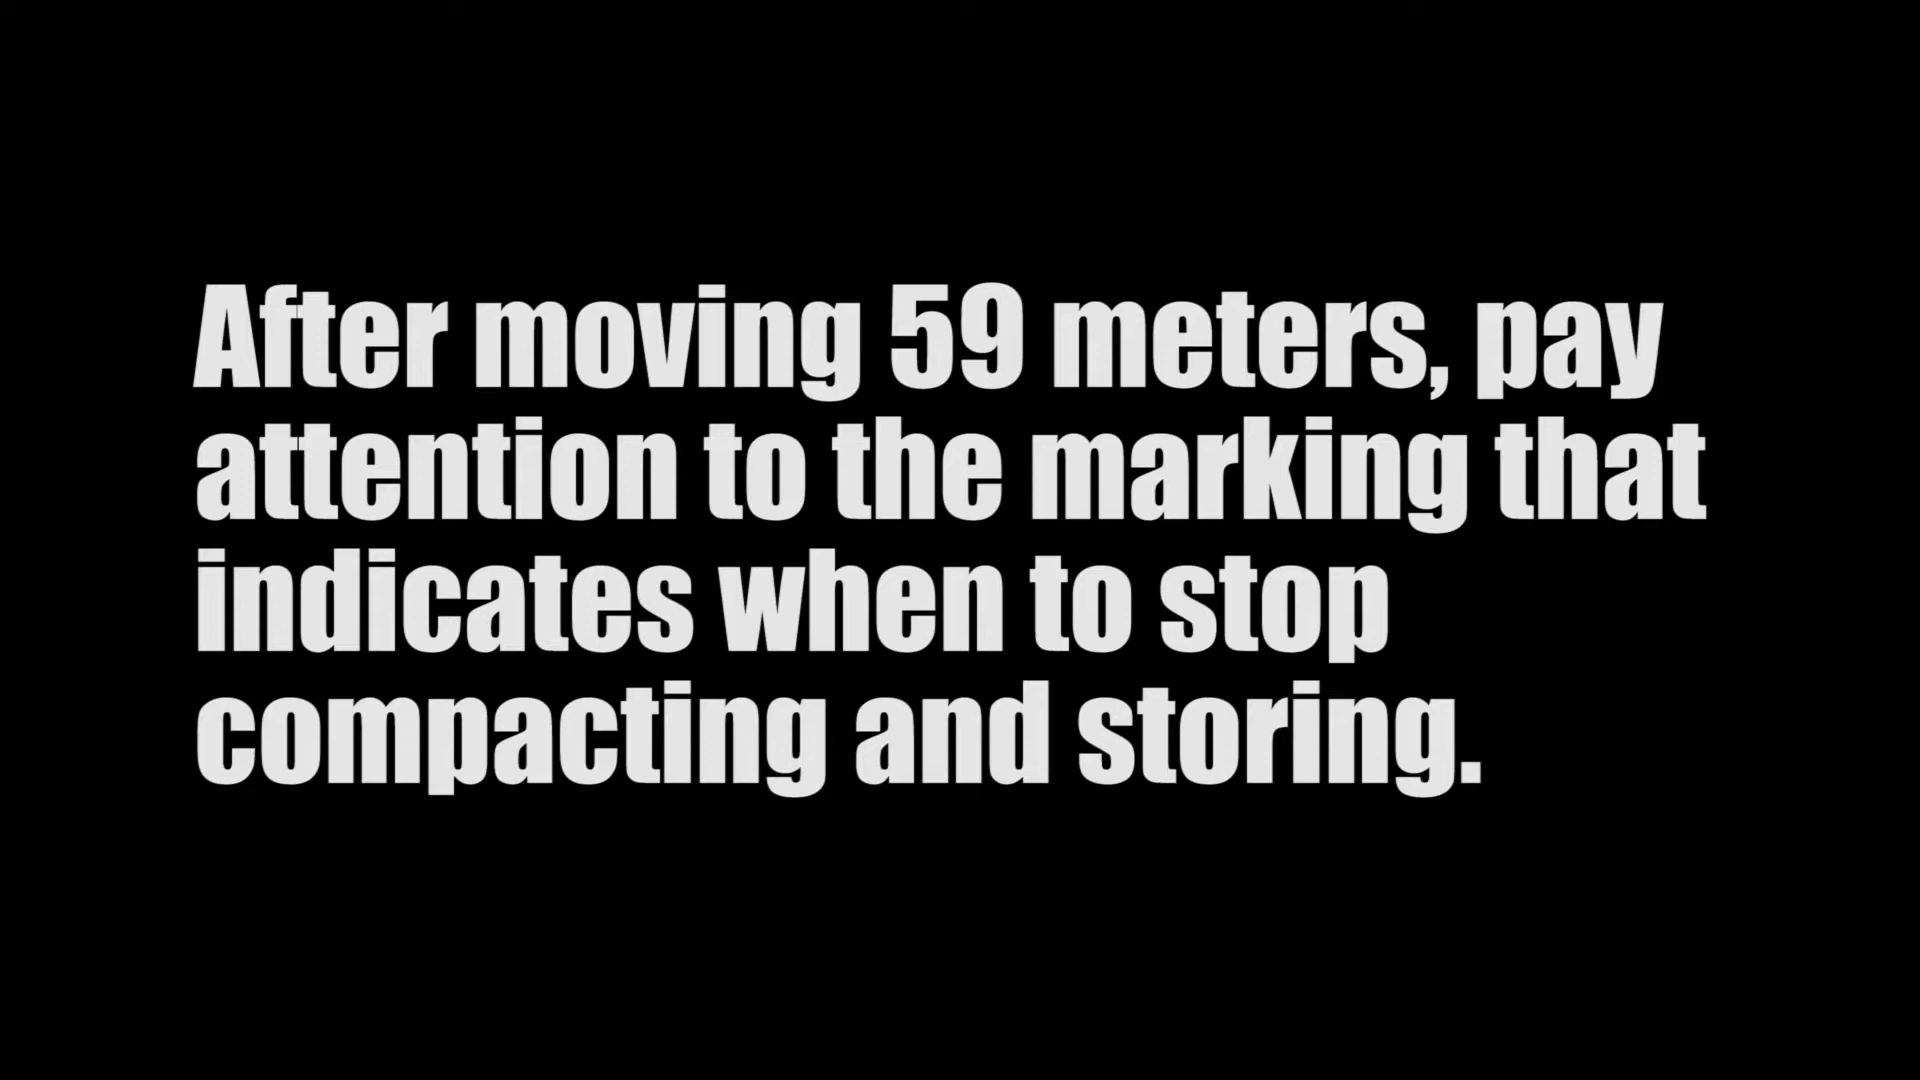 After moving 59 meters, pay
attention to the marking that
indicates when to stop
compacting and storing.